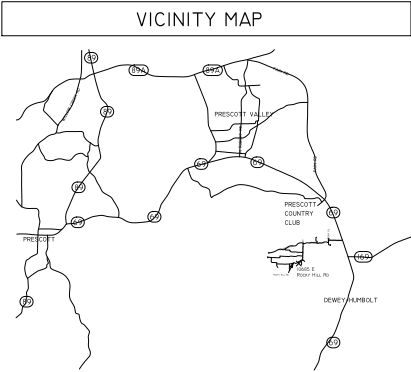 VICINITY MAP
89
89A
89A
89
PRESCOTT VALLEY
69
69
89
PRESCOTT
COUNTRY
CLUB
69
69
69
PRESCOTT
169
10685 E
ROCKY HILL RD
89
DEWEY-HUMBOLT
69